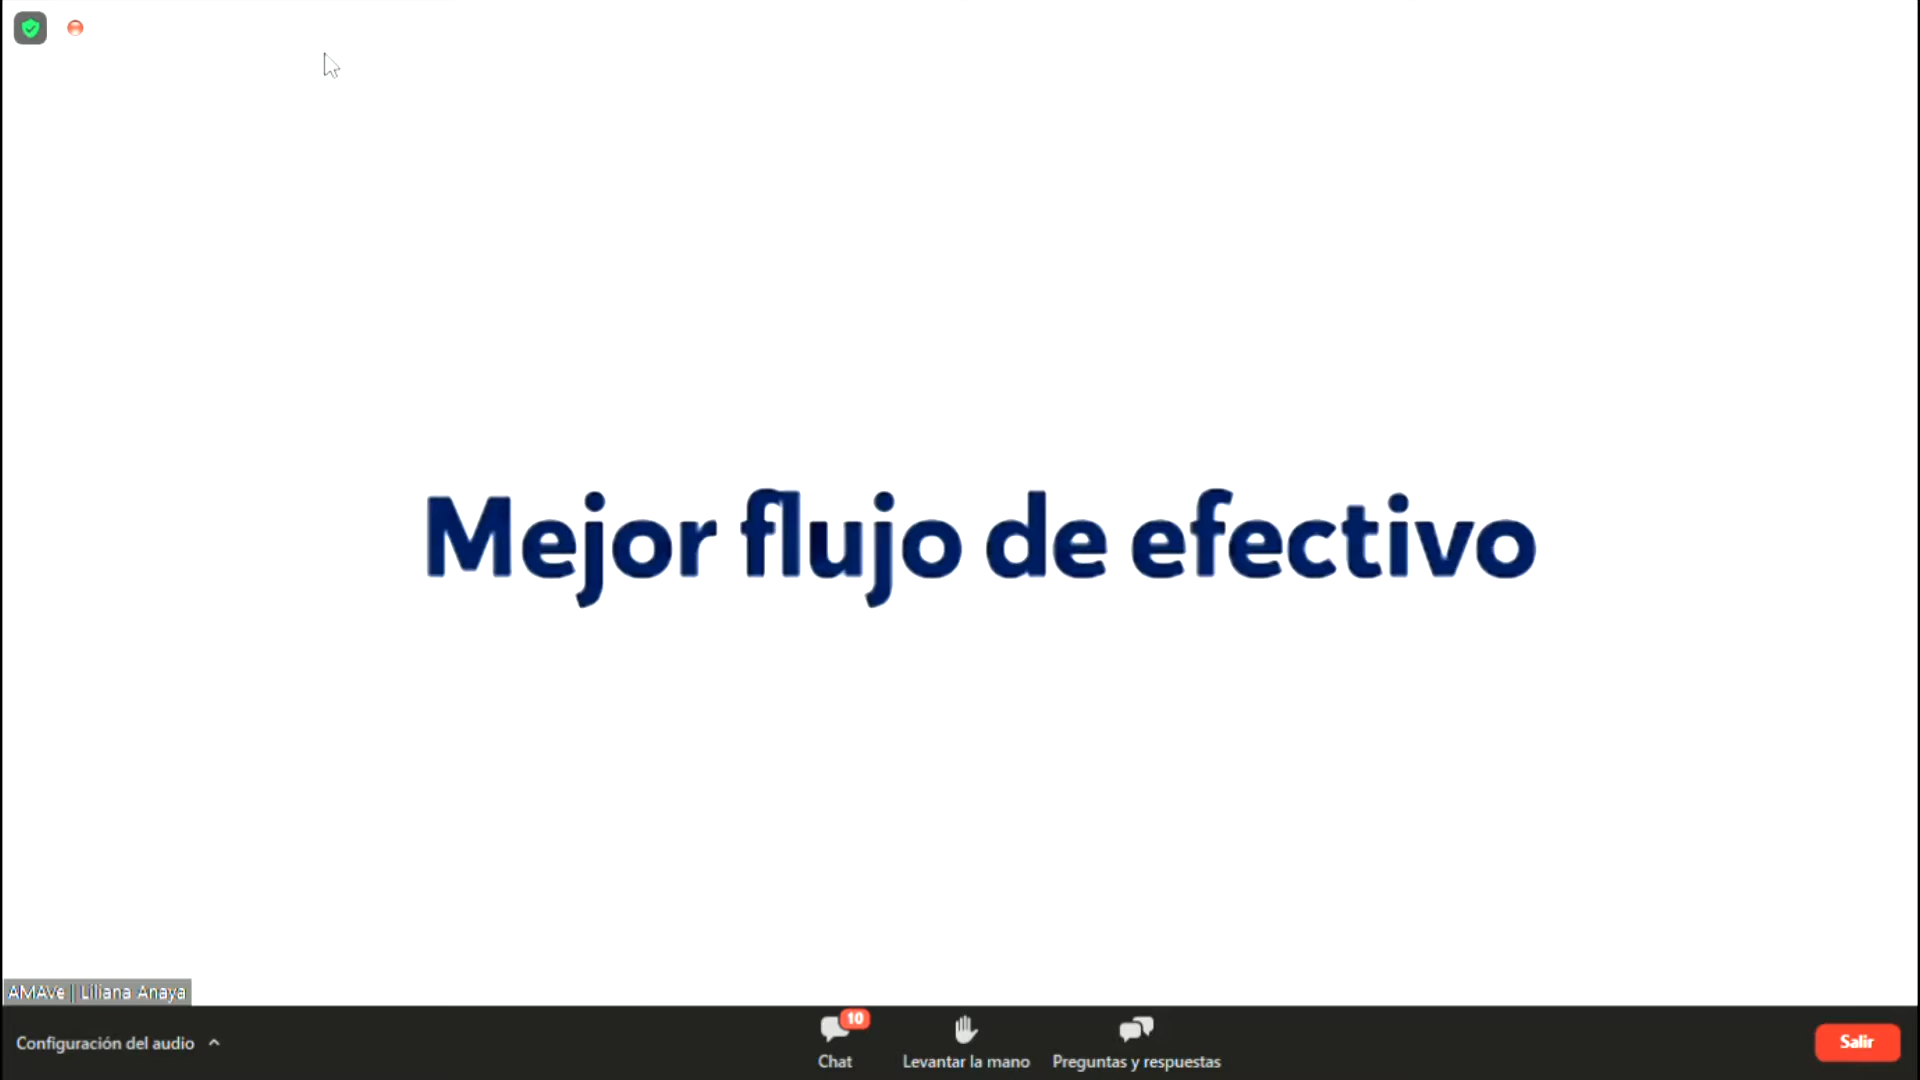 Mejor flujo de efectivo
AMAVe || Liliana Anaya
Configuración del audio
10
Chat
Levantar la mano
Preguntas y respuestas
Salir